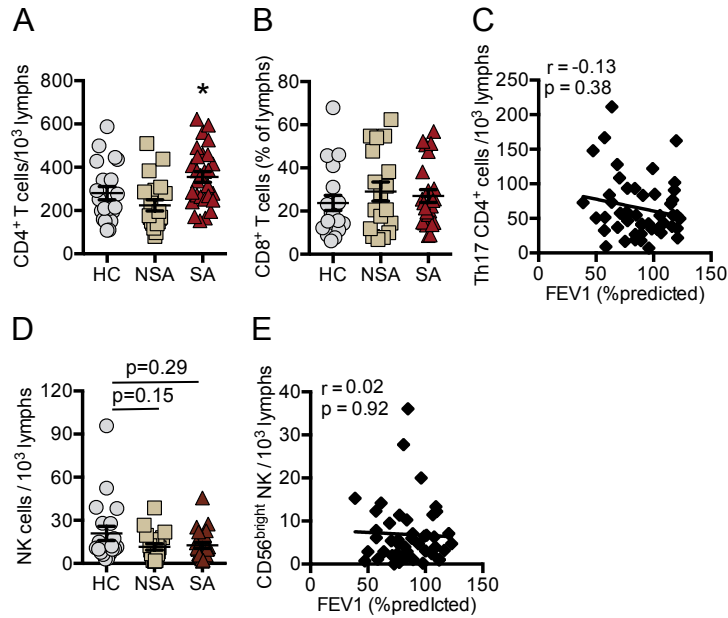 A
CD4+ T cells/10³ lymphs
800
600
400
200
0
*
HC NSA SA
B
CD8+ T cells (% of lymphs)
80
60
40
20
0
HC NSA SA
C
Th17 CD4+ cells /10³ lymphs
250
200
150
100
50
0
r = -0.13
p = 0.38
0 50 100 150
FEV1 (%predicted)
D
NK cells / 10³ lymphs
120
90
60
30
0
p=0.29
p=0.15
HC NSA SA
E
CD56bright NK / 10³ lymphs
40
30
20
10
0
r = 0.02
p = 0.92
0 50 100 150
FEV1 (%predIcted)